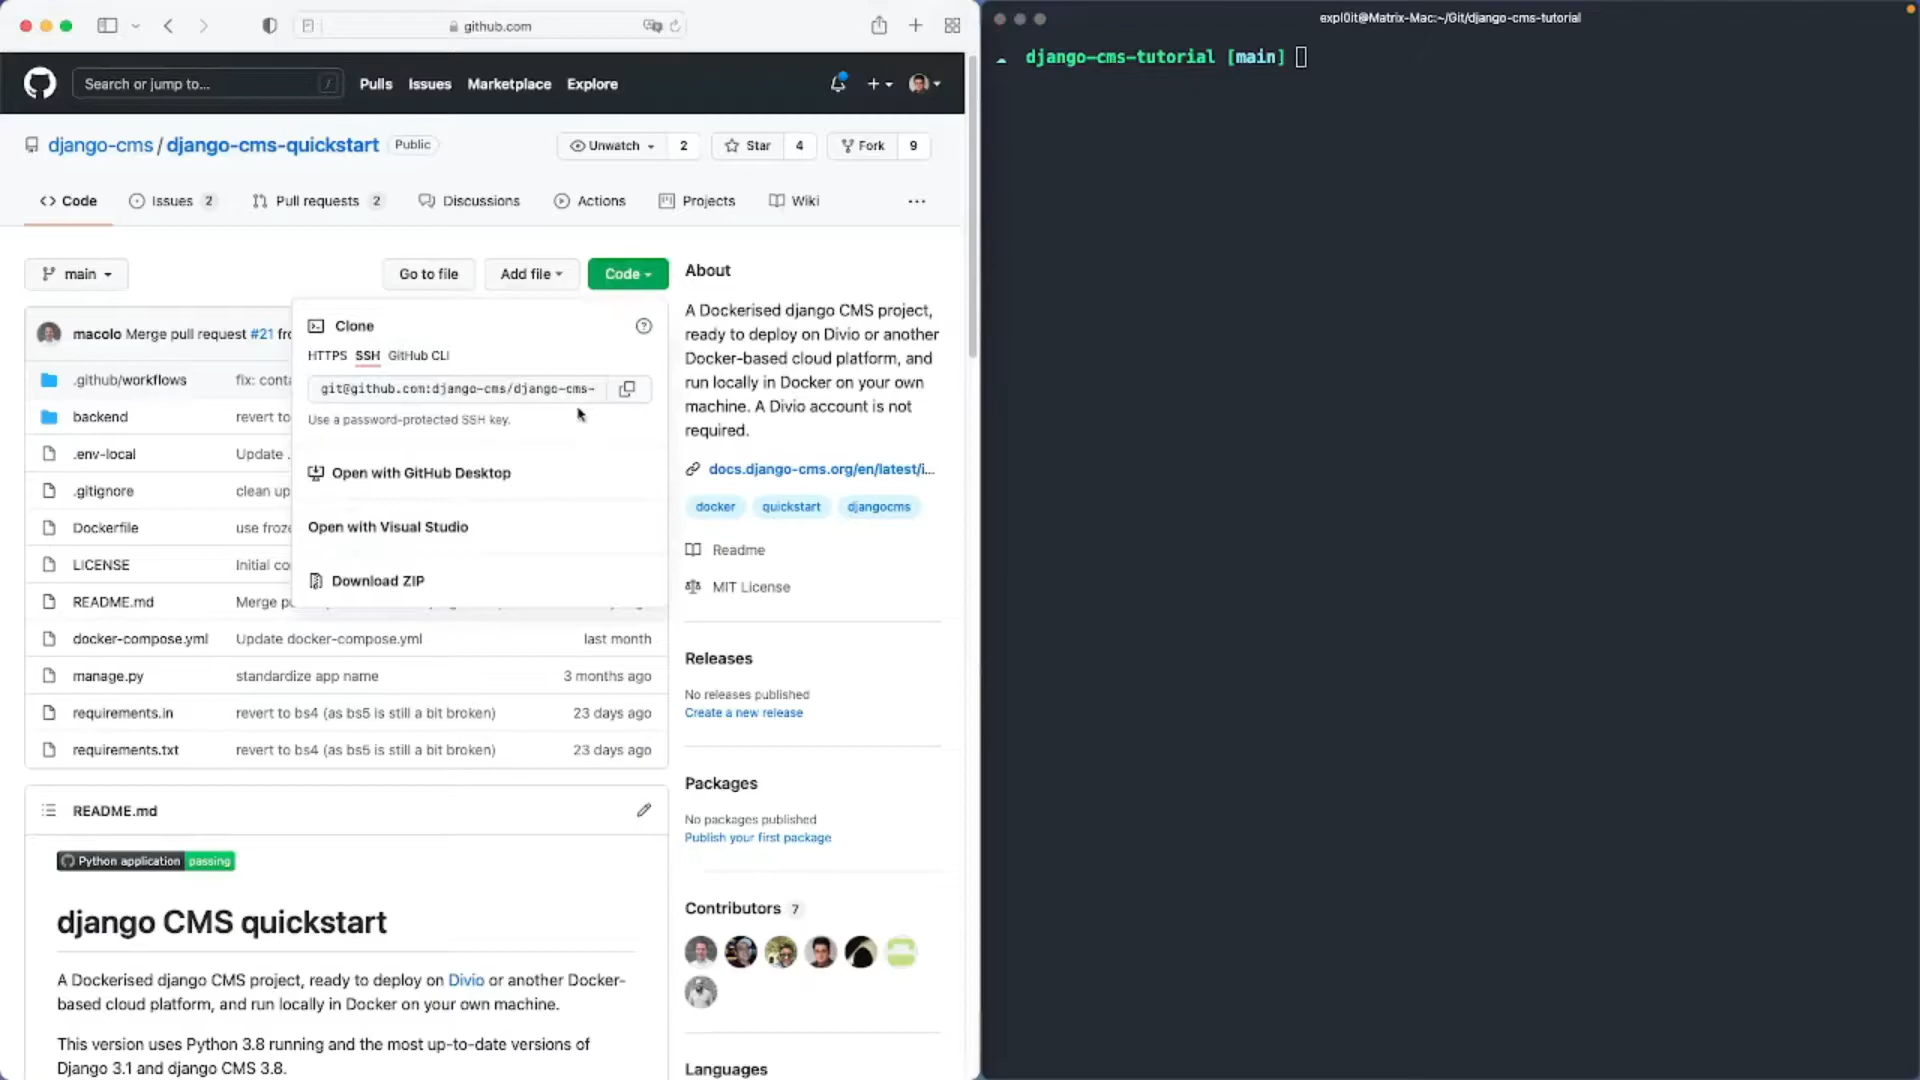 github.com
expl0it@Matrix-Mac:~/Git/django-cms-tutorial
django-cms-tutorial [main]
Search or jump to...
/
Pulls
Issues
Marketplace
Explore
django-cms / django-cms-quickstart
Public
Unwatch
2
Star
4
Fork
9
Code
Issues
2
Pull requests
2
Discussions
Actions
Projects
Wiki
main
Go to file
Add file
Code
Clone
HTTPS
SSH
GitHub CLI
git@github.com:django-cms/django-cms-
Use a password-protected SSH key.
Open with GitHub Desktop
Open with Visual Studio
Download ZIP
macolo Merge pull request #21
.github/workflows
fix:
backend
revert to
.env-local
Update .
.gitignore
clean up
Dockerfile
use
LICENSE
Initial
README.md
Merge
docker-compose.yml
Update docker-compose.yml
last month
manage.py
standardize app name
3 months ago
requirements.in
revert to bs4 (as bs5 is still a bit broken)
23 days ago
requirements.txt
revert to bs4 (as bs5 is still a bit broken)
23 days ago
README.md
Python application passing
django CMS quickstart
A Dockerised django CMS project, ready to deploy on Divio or another Docker-
based cloud platform, and run locally in Docker on your own machine.
This version uses Python 3.8 running and the most up-to-date versions of
Django 3.1 and django CMS 3.8.
About
A Dockerised django CMS project,
ready to deploy on Divio or another
Docker-based cloud platform, and
run locally in Docker on your own
machine. A Divio account is not
required.
docs.django-cms.org/en/latest/i...
docker
quickstart
djangocms
Readme
MIT License
Releases
No releases published
Create a new release
Packages
No packages published
Publish your first package
Contributors
7
Languages